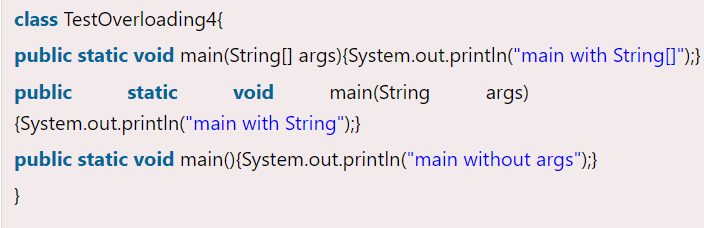 class TestOverloading4{
public static void main(String[] args){System.out.println("main with String[]");}
public static void main(String args)
{System.out.println("main with String");}
public static void main(){System.out.println("main without args");}
}